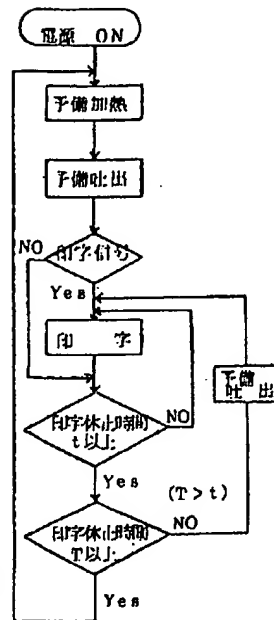 電源 ON
予備加熱
予備吐出
印字信号
NO
Yes
印 字
予備
吐 出
印字休止時間
t以上
NO
Yes
(T>t)
印字休止時間
T以上
NO
Yes